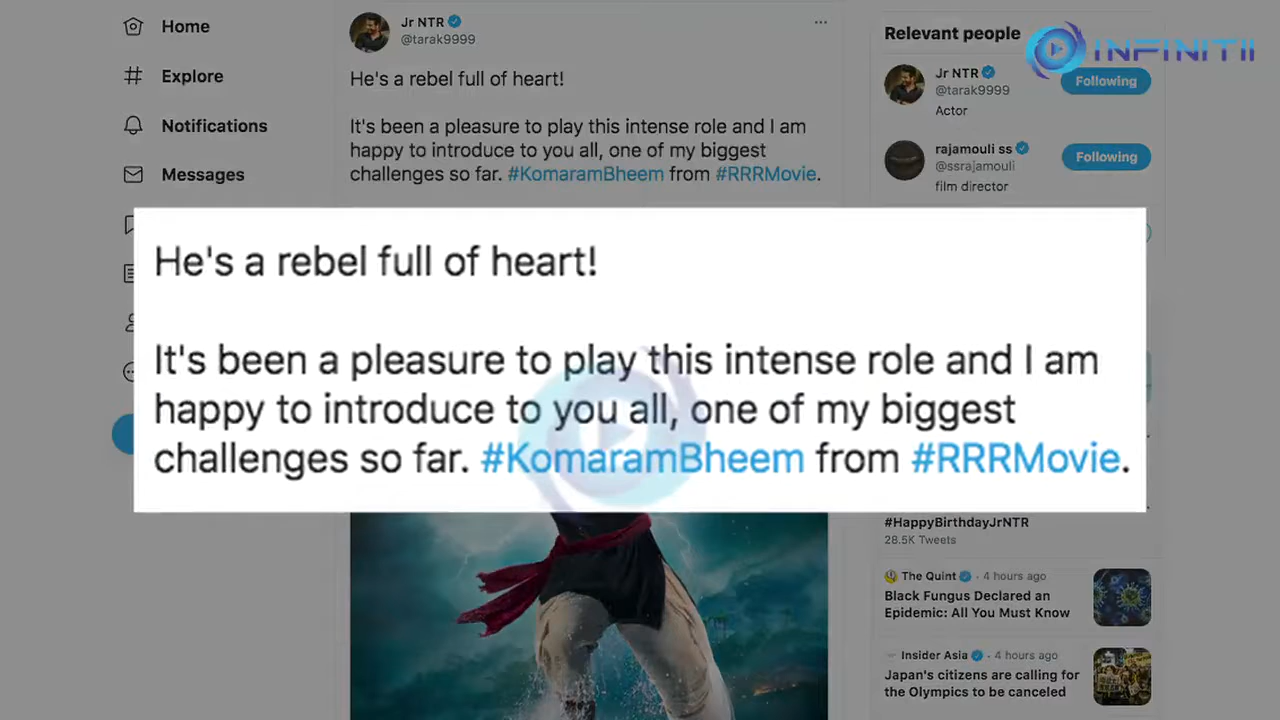 Home
Explore
Notifications
Messages
Jr NTR
@tarak9999
He's a rebel full of heart!
It's been a pleasure to play this intense role and I am
happy to introduce to you all, one of my biggest
challenges so far. #KomaramBheem from #RRRMovie.
Relevant people
INFINITII
Jr NTR
@tarak9999
Following
Actor
rajamouli ss
@ssrajamouli
Following
film director
He's a rebel full of heart!
It's been a pleasure to play this intense role and I am
happy to introduce to you all, one of my biggest
challenges so far. #KomaramBheem from #RRRMovie.
#HappyBirthdayJrNTR
28.5K Tweets
The Quint · 4 hours ago
Black Fungus Declared an
Epidemic: All You Must Know
Insider Asia · 4 hours ago
Japan's citizens are calling for
the Olympics to be canceled